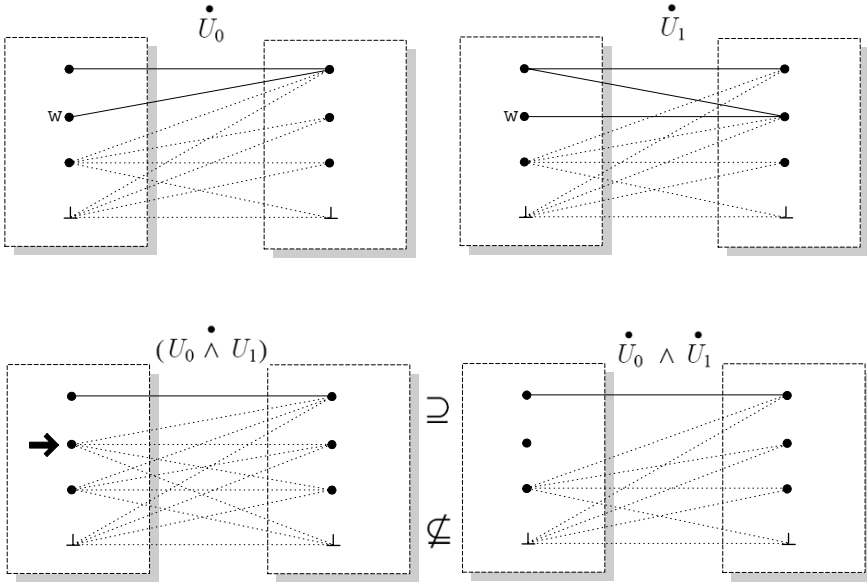 U̇₀ U̇₁
w w
⊥ ⊥ ⊥ ⊥
(U₀ ∧̇ U₁) U̇₀ ∧ U̇₁
⊇
⊥ ⊥ ⊈ ⊥ ⊥